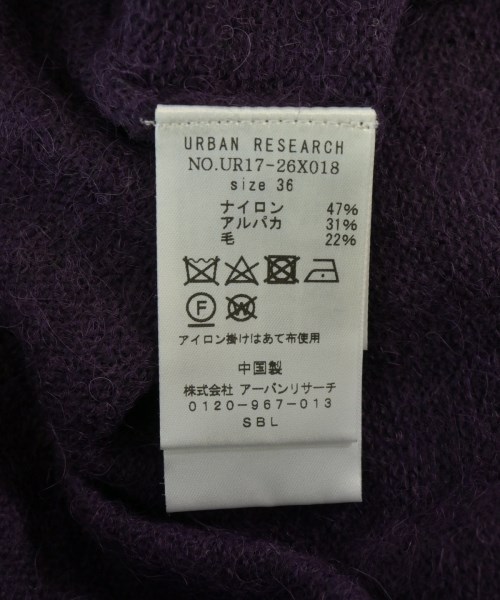 URBAN RESEARCH
NO.UR17-26X018
size 36
ナイロン 47%
アルパカ 31%
毛 22%
F W
アイロン掛けはあて布使用
中国製
株式会社 アーバンリサーチ
0120-967-013
SBL